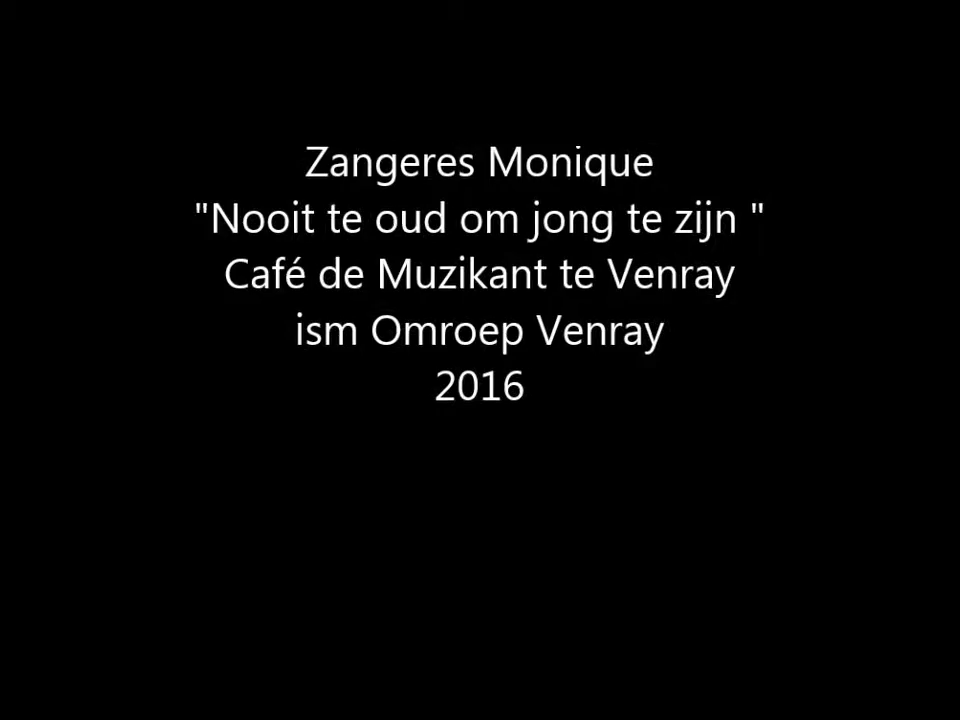 Zangeres Monique
"Nooit te oud om jong te zijn "
Café de Muzikant te Venray
ism Omroep Venray
2016